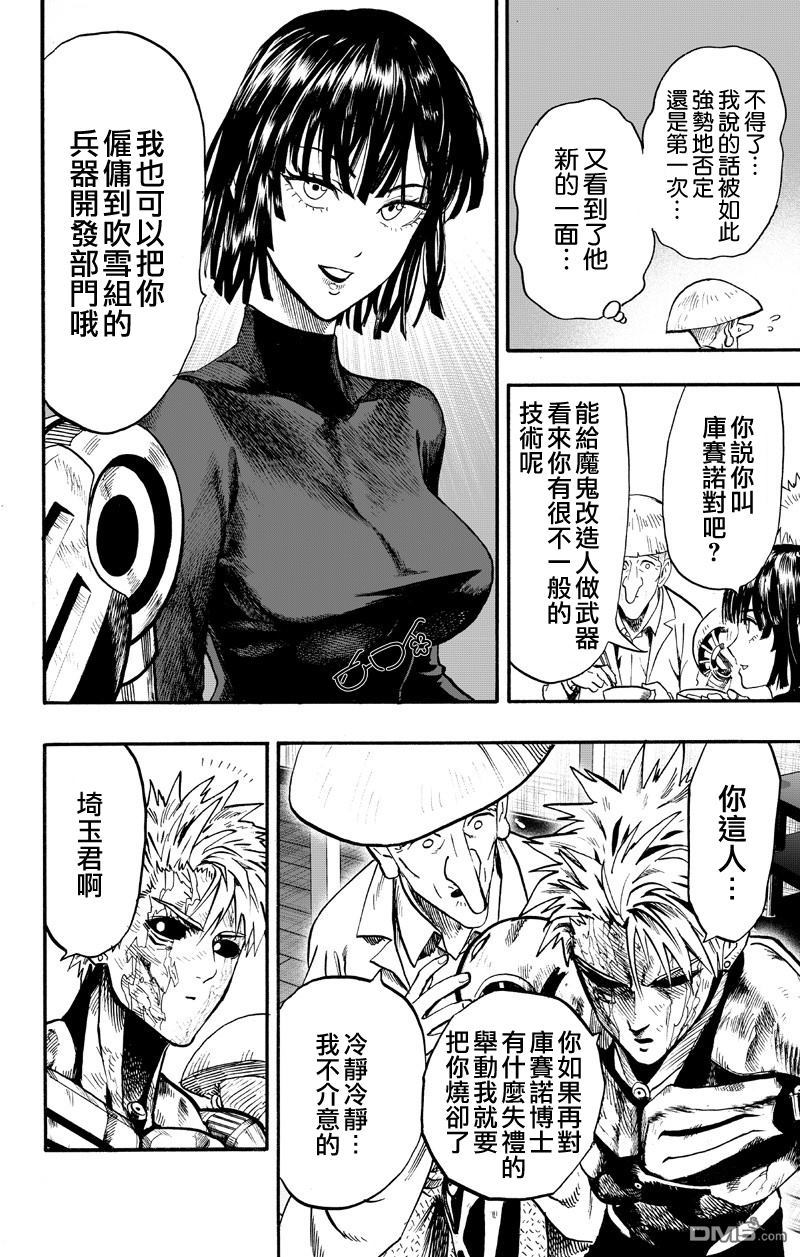 不得了…
我說的話被如此
強勢地否定
還是第一次…
又看到了他
新的一面…
你說你叫
庫賽諾對吧？
能給魔鬼改造人做武器
看來你有很不一般的
技術呢
我也可以把你
僱傭到吹雪組的
兵器開發部門哦
你這人…
你如果再對
庫賽諾博士
有什麼失禮的
舉動我就要
把你燒卻了
冷靜冷靜…
我不介意的
埼玉君啊
DM5.COM